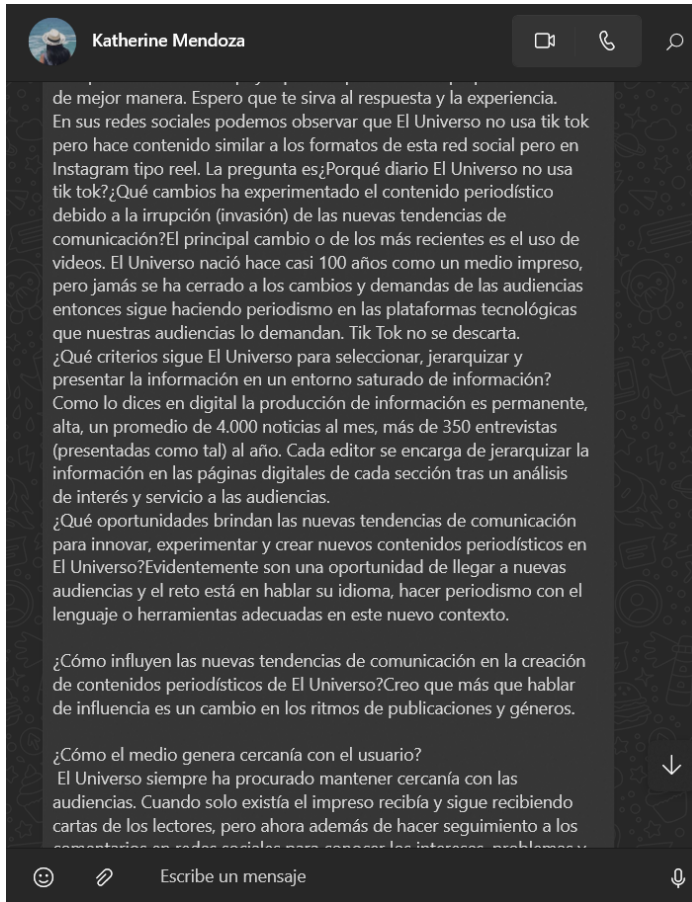 Katherine Mendoza
de mejor manera. Espero que te sirva al respuesta y la experiencia.
En sus redes sociales podemos observar que El Universo no usa tik tok
pero hace contenido similar a los formatos de esta red social pero en
Instagram tipo reel. La pregunta es¿Porqué diario El Universo no usa
tik tok?¿Qué cambios ha experimentado el contenido periodístico
debido a la irrupción (invasión) de las nuevas tendencias de
comunicación?El principal cambio o de los más recientes es el uso de
videos. El Universo nació hace casi 100 años como un medio impreso,
pero jamás se ha cerrado a los cambios y demandas de las audiencias
entonces sigue haciendo periodismo en las plataformas tecnológicas
que nuestras audiencias lo demandan. Tik Tok no se descarta.
¿Qué criterios sigue El Universo para seleccionar, jerarquizar y
presentar la información en un entorno saturado de información?
Como lo dices en digital la producción de información es permanente,
alta, un promedio de 4.000 noticias al mes, más de 350 entrevistas
(presentadas como tal) al año. Cada editor se encarga de jerarquizar la
información en las páginas digitales de cada sección tras un análisis
de interés y servicio a las audiencias.
¿Qué oportunidades brindan las nuevas tendencias de comunicación
para innovar, experimentar y crear nuevos contenidos periodísticos en
El Universo?Evidentemente son una oportunidad de llegar a nuevas
audiencias y el reto está en hablar su idioma, hacer periodismo con el
lenguaje o herramientas adecuadas en este nuevo contexto.
¿Cómo influyen las nuevas tendencias de comunicación en la creación
de contenidos periodísticos de El Universo?Creo que más que hablar
de influencia es un cambio en los ritmos de publicaciones y géneros.
¿Cómo el medio genera cercanía con el usuario?
El Universo siempre ha procurado mantener cercanía con las
audiencias. Cuando solo existía el impreso recibía y sigue recibiendo
cartas de los lectores, pero ahora además de hacer seguimiento a los
comentarios en redes sociales para conocer los intereses, problemas y
Escribe un mensaje